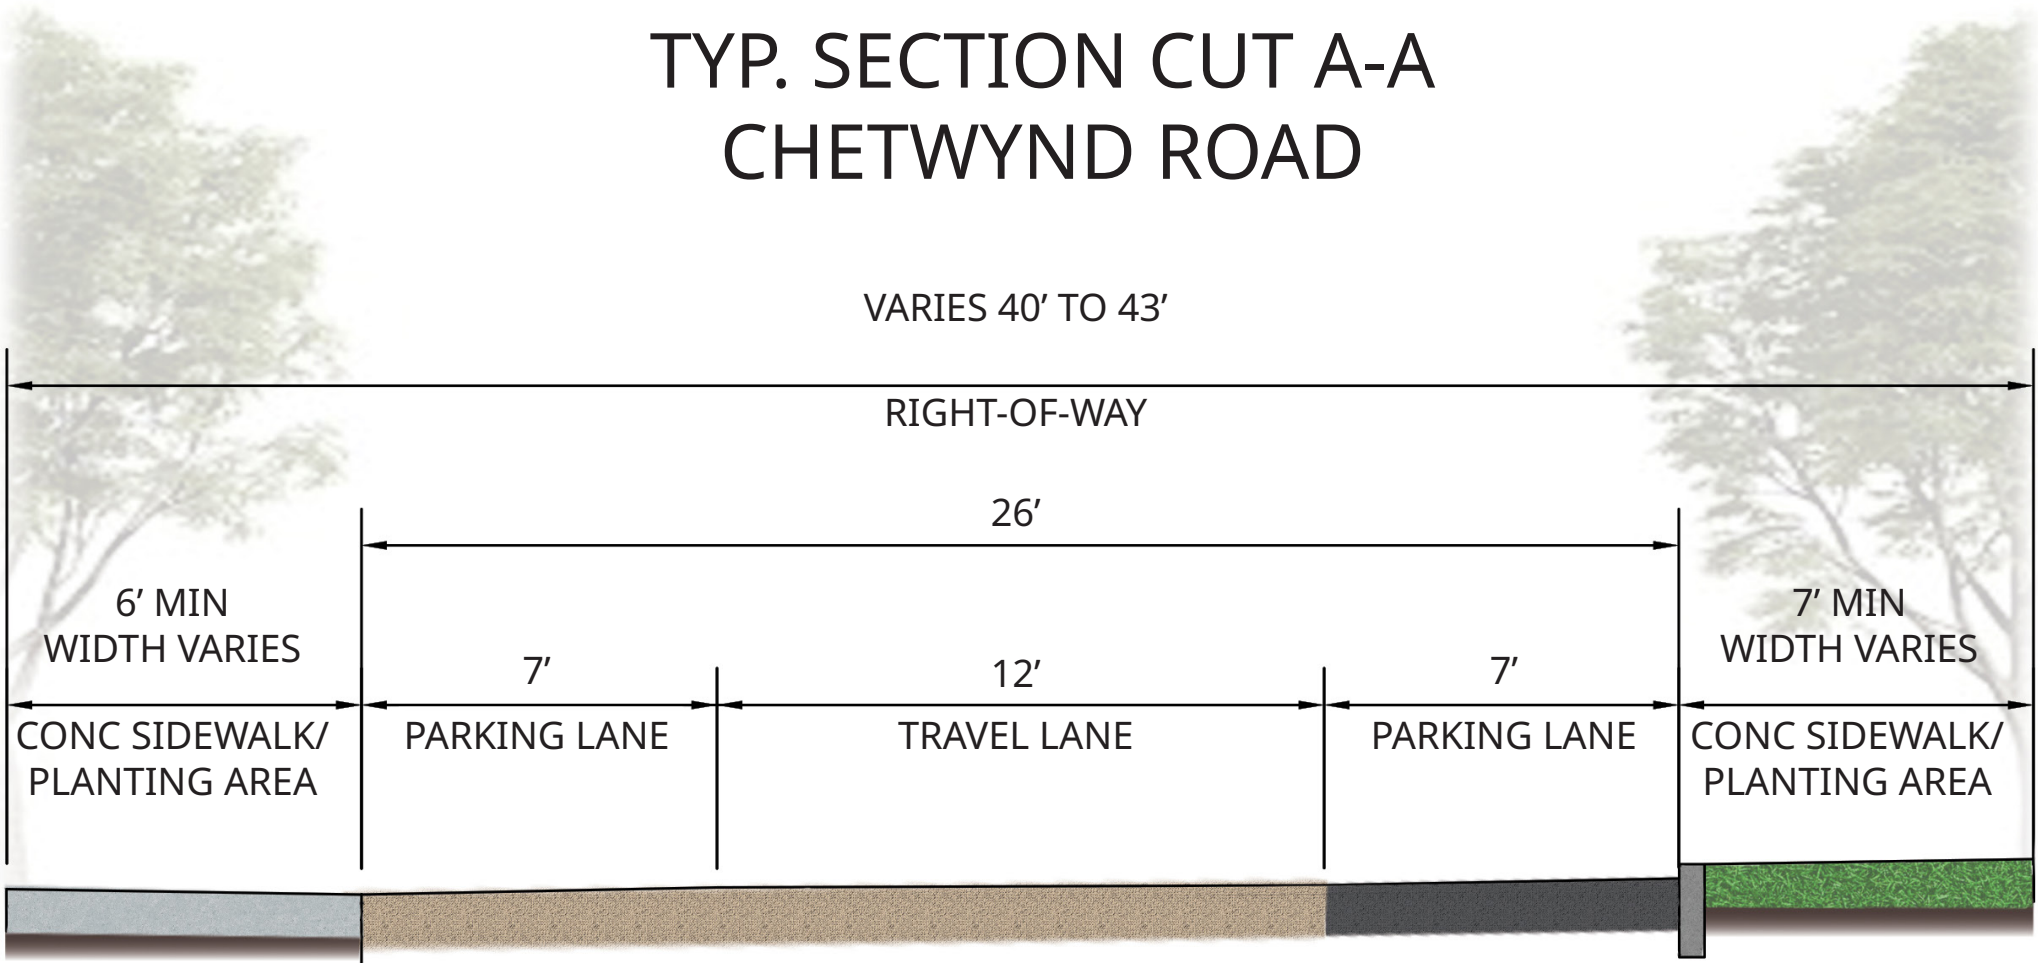 TYP. SECTION CUT A-A
CHETWYND ROAD
VARIES 40’ TO 43’
RIGHT-OF-WAY
26’
6’ MIN
WIDTH VARIES
7’
12’
7’
7’ MIN
WIDTH VARIES
CONC SIDEWALK/
PLANTING AREA
PARKING LANE
TRAVEL LANE
PARKING LANE
CONC SIDEWALK/
PLANTING AREA